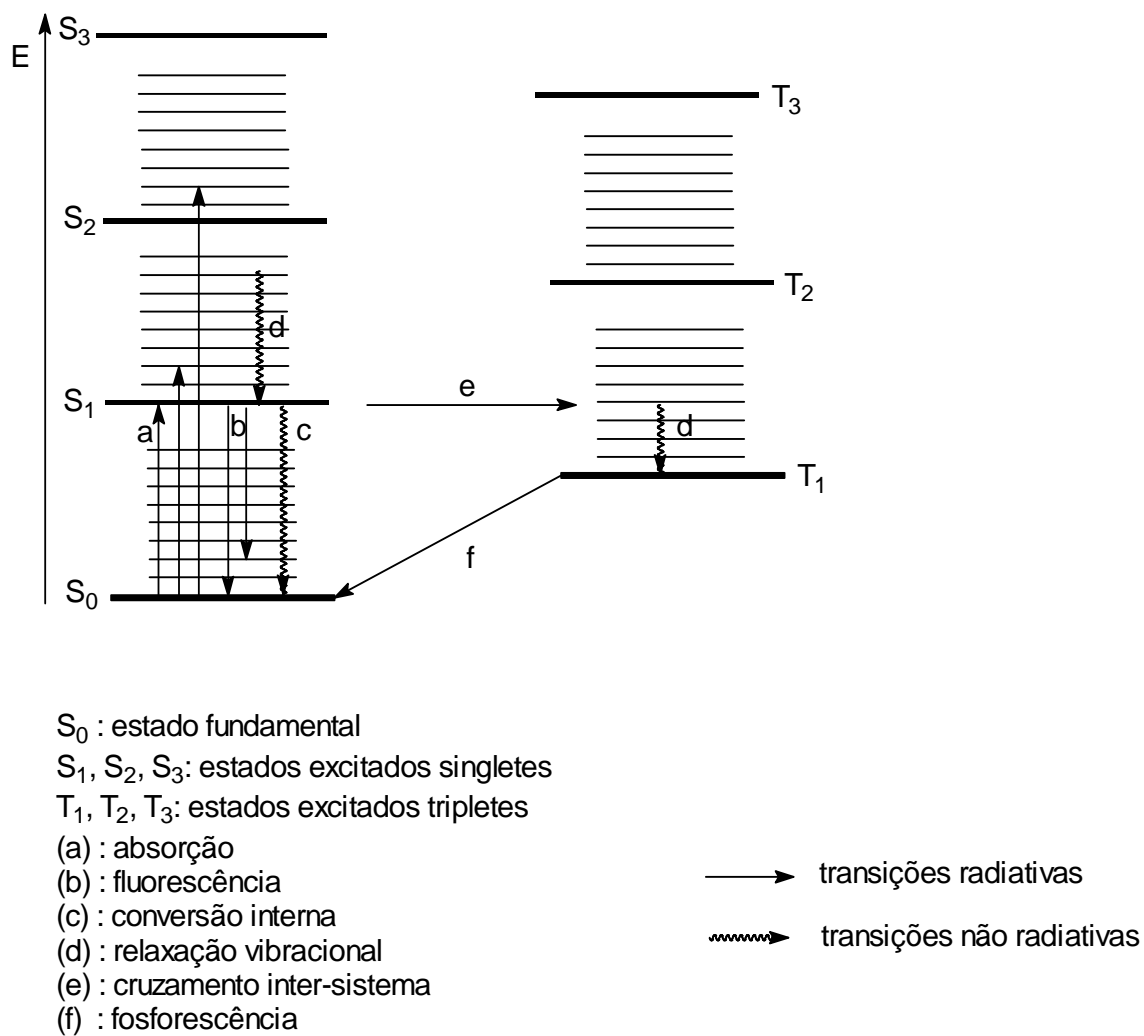 S3
E
T3
S2
T2
d
S1
e
a
b
c
d
T1
f
S0
S0 : estado fundamental
S1, S2, S3: estados excitados singletes
T1, T2, T3: estados excitados tripletes
(a) : absorção
(b) : fluorescência
(c) : conversão interna
(d) : relaxação vibracional
(e) : cruzamento inter-sistema
(f) : fosforescência
transições radiativas
transições não radiativas